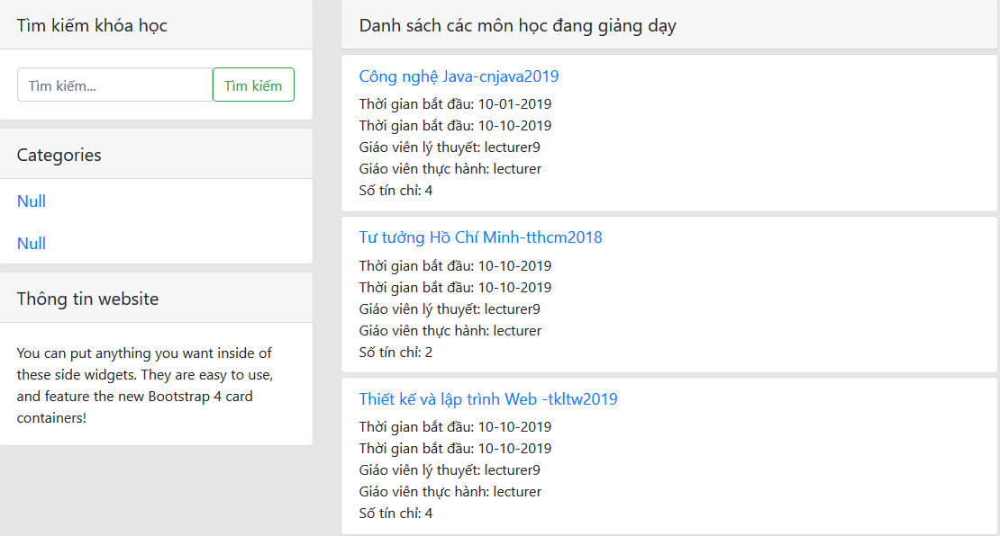 Tìm kiếm khóa học
Tìm kiếm...
Tìm kiếm
Categories
Null
Null
Thông tin website
You can put anything you want inside of
these side widgets. They are easy to use,
and feature the new Bootstrap 4 card
containers!
Danh sách các môn học đang giảng dạy
Công nghệ Java-cnjava2019
Thời gian bắt đầu: 10-01-2019
Thời gian bắt đầu: 10-10-2019
Giáo viên lý thuyết: lecturer9
Giáo viên thực hành: lecturer
Số tín chỉ: 4
Tư tưởng Hồ Chí Minh-tthcm2018
Thời gian bắt đầu: 10-10-2019
Thời gian bắt đầu: 10-10-2019
Giáo viên lý thuyết: lecturer9
Giáo viên thực hành: lecturer
Số tín chỉ: 2
Thiết kế và lập trình Web -tkltw2019
Thời gian bắt đầu: 10-10-2019
Thời gian bắt đầu: 10-10-2019
Giáo viên lý thuyết: lecturer9
Giáo viên thực hành: lecturer
Số tín chỉ: 4